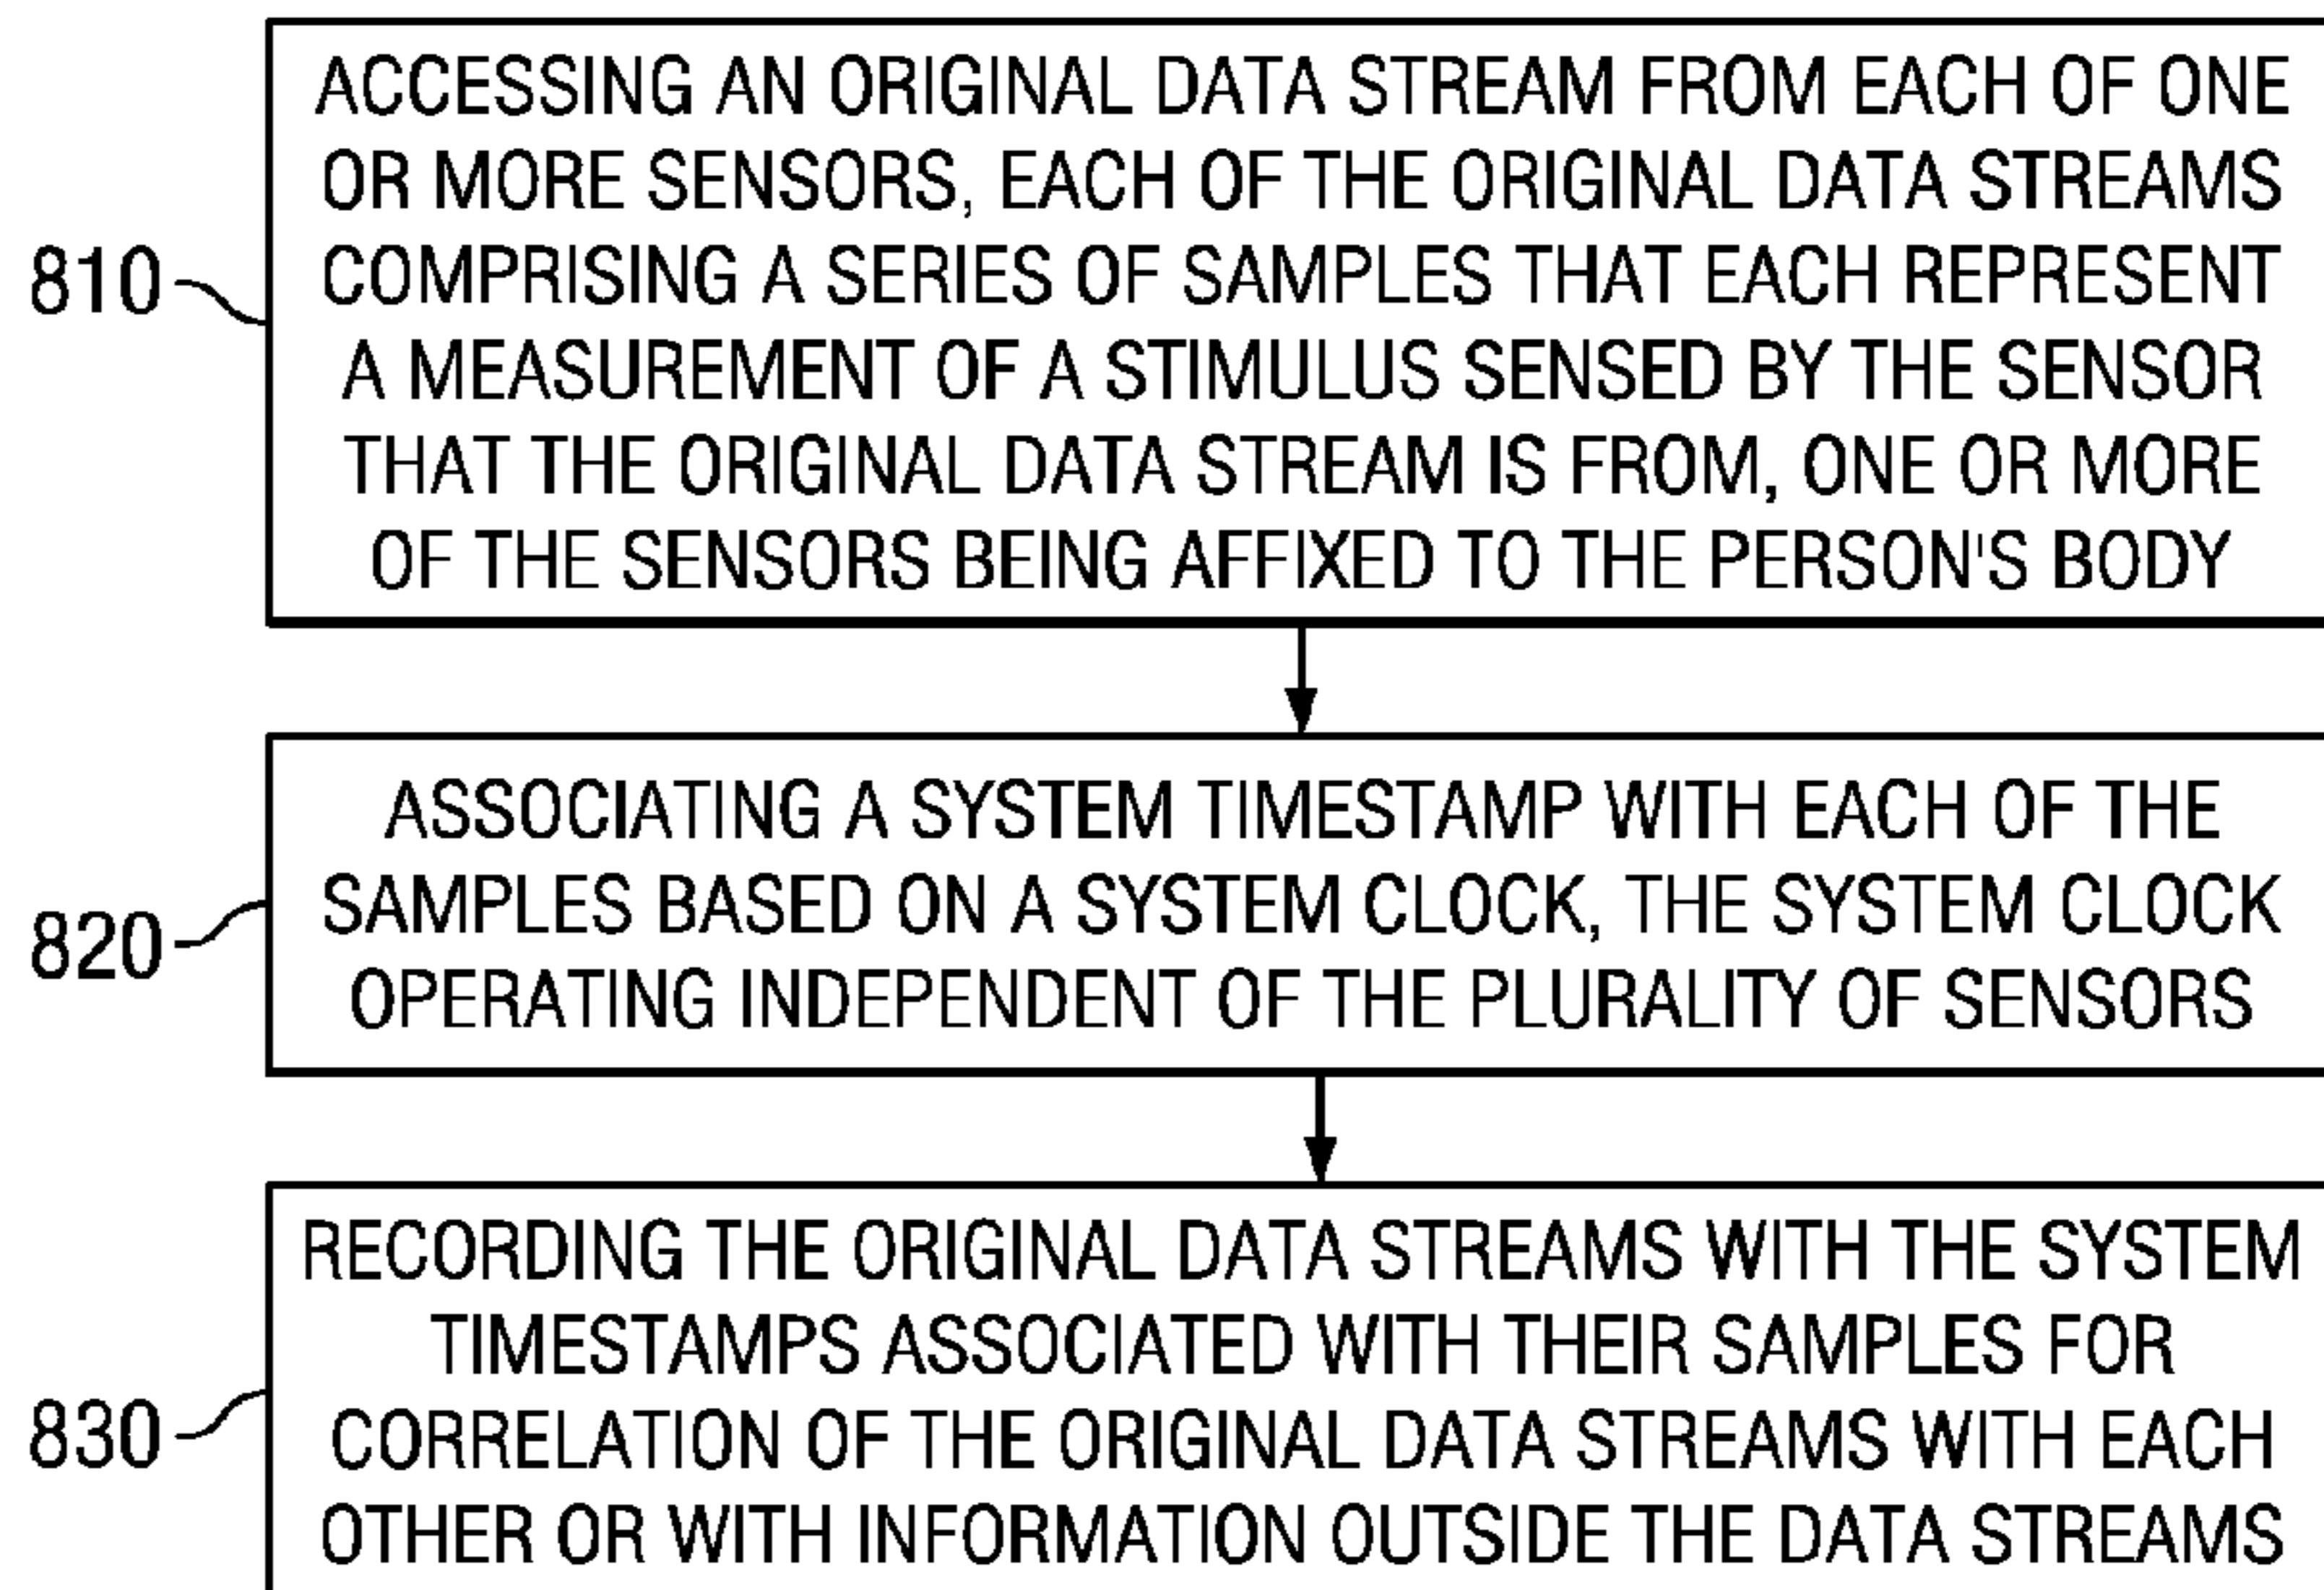 ACCESSING AN ORIGINAL DATA STREAM FROM EACH OF ONE
OR MORE SENSORS, EACH OF THE ORIGINAL DATA STREAMS
810
COMPRISING A SERIES OF SAMPLES THAT EACH REPRESENT
A MEASUREMENT OF A STIMULUS SENSED BY THE SENSOR
THAT THE ORIGINAL DATA STREAM IS FROM, ONE OR MORE
OF THE SENSORS BEING AFFIXED TO THE PERSON'S BODY
ASSOCIATING A SYSTEM TIMESTAMP WITH EACH OF THE
820
SAMPLES BASED ON A SYSTEM CLOCK, THE SYSTEM CLOCK
OPERATING INDEPENDENT OF THE PLURALITY OF SENSORS
RECORDING THE ORIGINAL DATA STREAMS WITH THE SYSTEM
TIMESTAMPS ASSOCIATED WITH THEIR SAMPLES FOR
830
CORRELATION OF THE ORIGINAL DATA STREAMS WITH EACH
OTHER OR WITH INFORMATION OUTSIDE THE DATA STREAMS